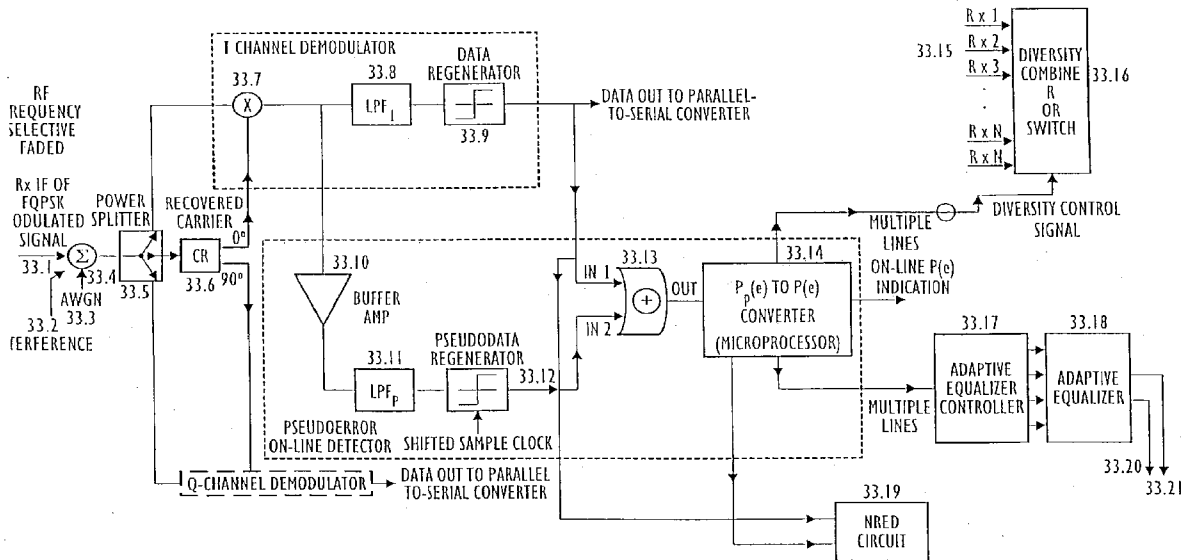 RF
REQUENCY
SELECTIVE
FADED
Rx IF OF
FQPSK
ODULATED
SIGNAL
33.1
33.2
TERFERENCE
Σ
33.4
AWGN
33.3
POWER
SPLITTER
33.5
RECOVERED
CARRIER
CR
33.6
0°
90°
I CHANNEL DEMODULATOR
33.7
X
33.8
LPF I
DATA
REGENERATOR
33.9
DATA OUT TO PARALLEL-
TO-SERIAL CONVERTER
33.10
BUFFER
AMP
33.11
LPF P
PSEUDODATA
REGENERATOR
33.12
SHIFTED SAMPLE CLOCK
PSEUDOERROR
ON-LINE DETECTOR
Q-CHANNEL DEMODULATOR
DATA OUT TO PARALLEL
TO-SERIAL CONVERTER
33.13
IN 1
IN 2
+
OUT
33.14
Pp(e) TO P(e)
CONVERTER
(MICROPROCESSOR)
MULTIPLE
LINES
ON-LINE P(e)
INDICATION
DIVERSITY CONTROL
SIGNAL
33.15
R x 1
R x 2
R x 3
R x N
R x N
DIVERSITY
COMBINE
R
OR
SWITCH
33.16
MULTIPLE
LINES
33.17
ADAPTIVE
EQUALIZER
CONTROLLER
33.18
ADAPTIVE
EQUALIZER
33.20
33.21
33.19
NRED
CIRCUIT